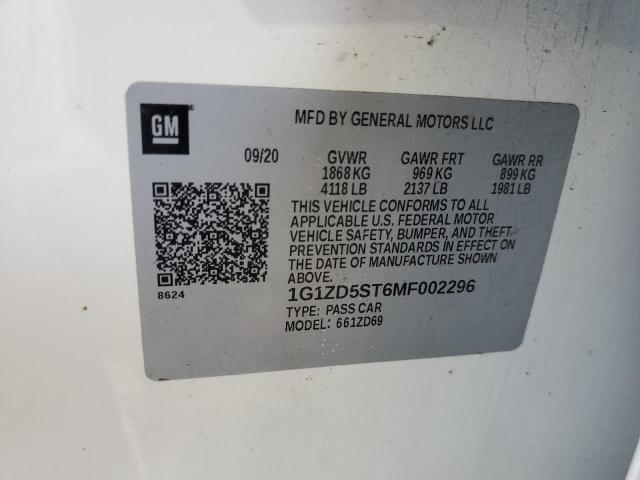 GM
MFD BY GENERAL MOTORS LLC
09/20 GVWR GAWR FRT GAWR RR
1868 KG 969 KG 899 KG
4118 LB 2137 LB 1981 LB
THIS VEHICLE CONFORMS TO ALL
APPLICABLE U.S. FEDERAL MOTOR
VEHICLE SAFETY, BUMPER, AND THEFT
PREVENTION STANDARDS IN EFFECT ON
THE DATE OF MANUFACTURE SHOWN
ABOVE.
8624
1G1ZD5ST6MF002296
TYPE: PASS CAR
MODEL: 661ZD69